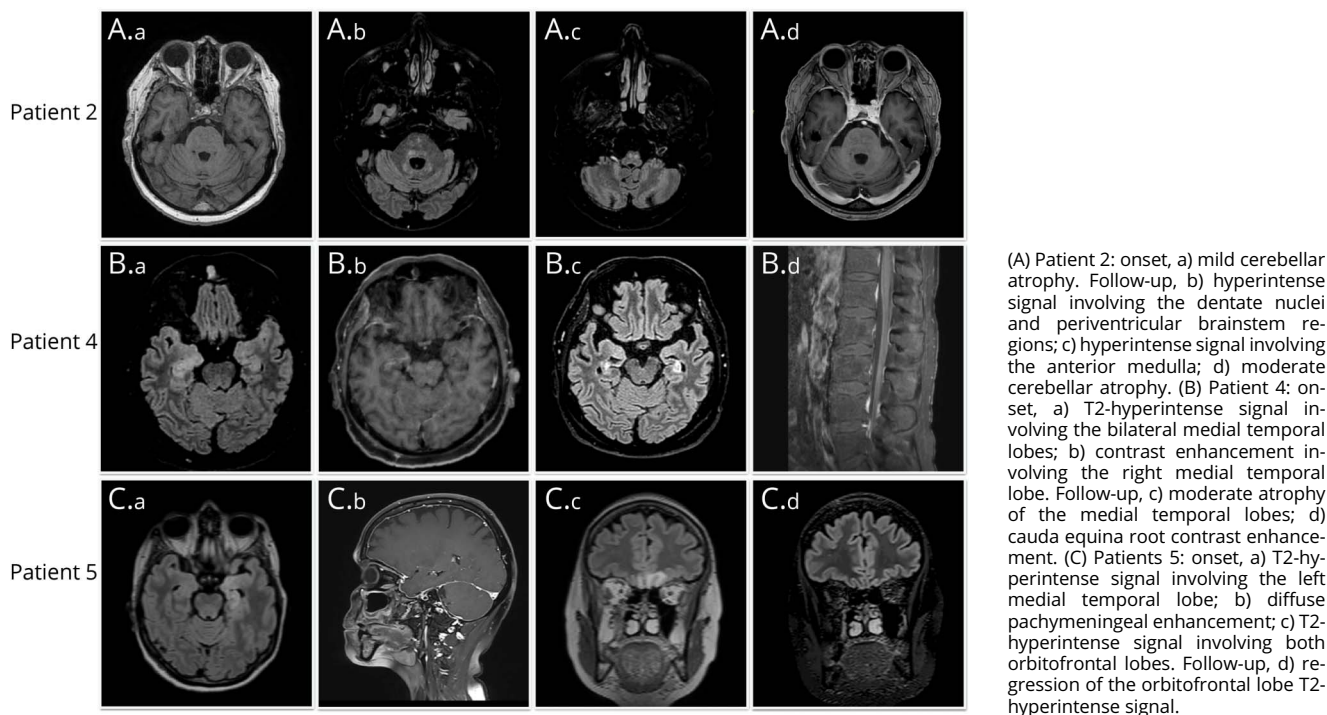 A.a
A.b
A.c
A.d
Patient 2
B.a
B.b
B.c
B.d
Patient 4
C.a
C.b
C.c
C.d
Patient 5
(A) Patient 2: onset, a) mild cerebellar
atrophy. Follow-up, b) hyperintense
signal involving the dentate nuclei
and periventricular brainstem re-
gions; c) hyperintense signal involving
the anterior medulla; d) moderate
cerebellar atrophy. (B) Patient 4: on-
set, a) T2-hyperintense signal in-
volving the bilateral medial temporal
lobes; b) contrast enhancement in-
volving the right medial temporal
lobe. Follow-up, c) moderate atrophy
of the medial temporal lobes; d)
cauda equina root contrast enhance-
ment. (C) Patients 5: onset, a) T2-hy-
perintense signal involving the left
medial temporal lobe; b) diffuse
pachymeningeal enhancement; c) T2-
hyperintense signal involving both
orbitofrontal lobes. Follow-up, d) re-
gression of the orbitofrontal lobe T2-
hyperintense signal.